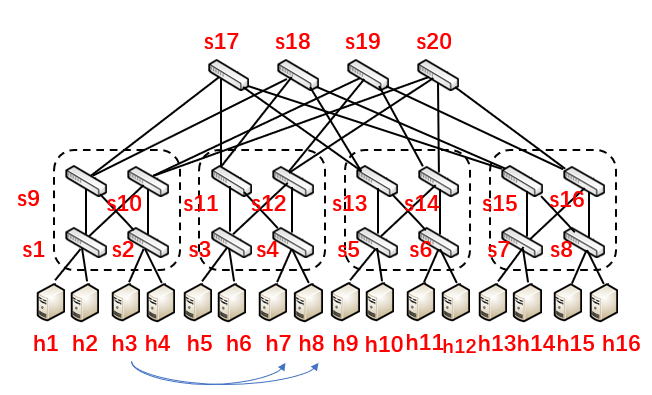 s17 s18 s19 s20
s9 s10 s11 s12 s13 s14 s15 s16
s1 s2 s3 s4 s5 s6 s7 s8
h1 h2 h3 h4 h5 h6 h7 h8 h9 h10 h11 h12 h13 h14 h15 h16